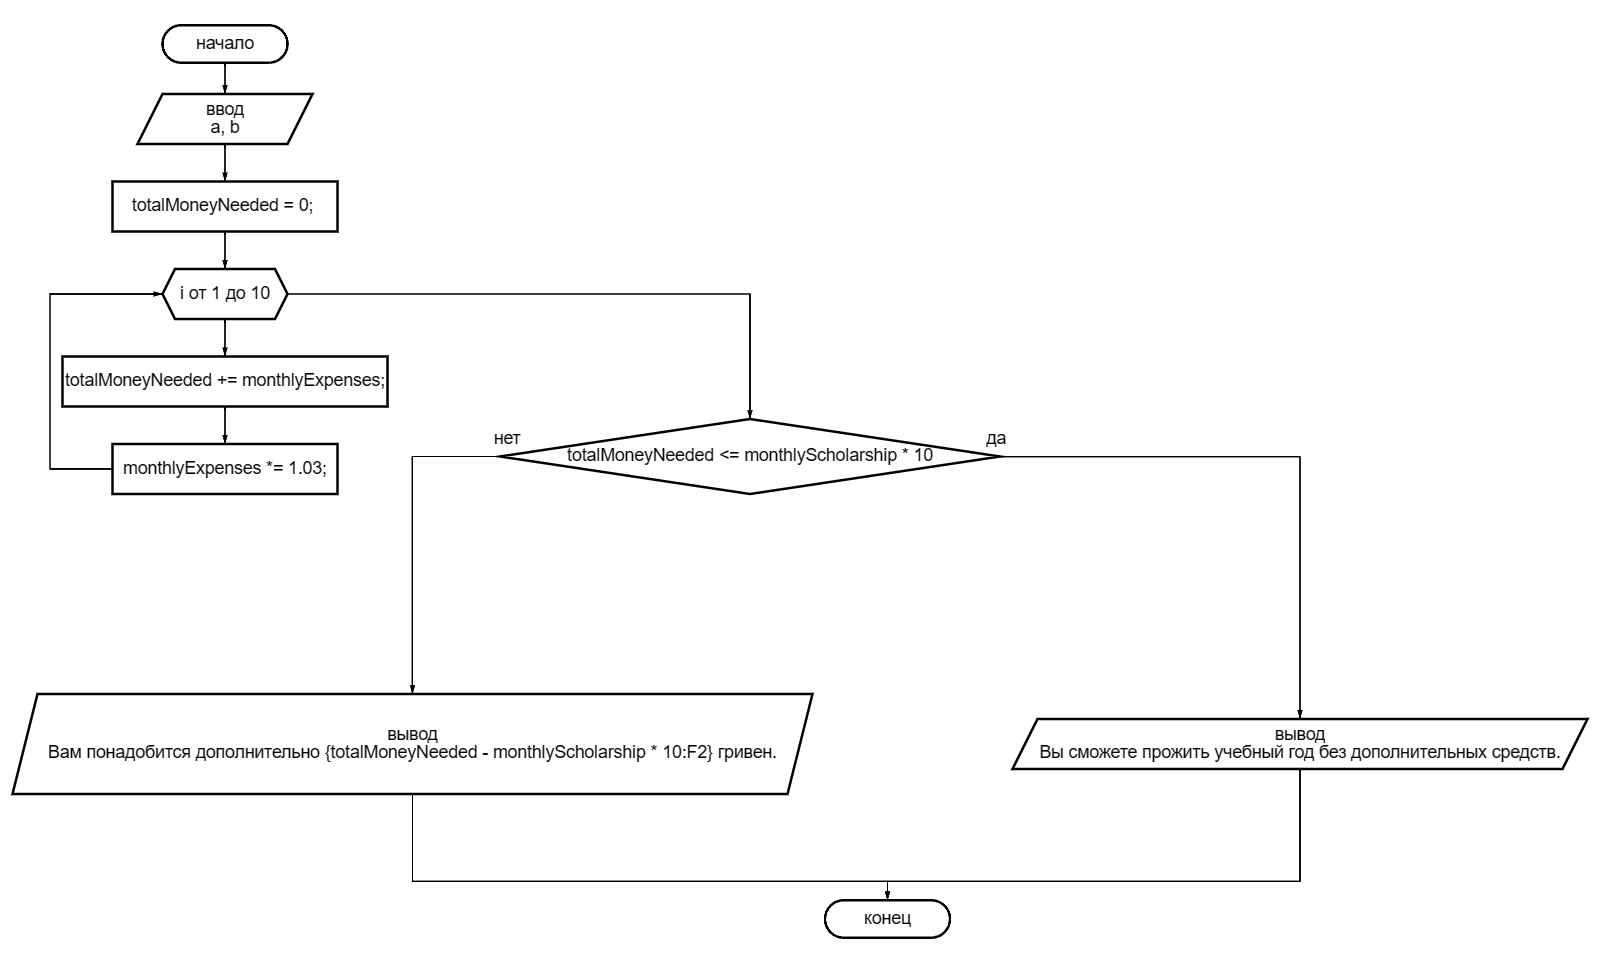 начало
ввод
a, b
totalMoneyNeeded = 0;
i от 1 до 10
totalMoneyNeeded += monthlyExpenses;
monthlyExpenses *= 1.03;
нет
да
totalMoneyNeeded <= monthlyScholarship * 10
вывод
Вам понадобится дополнительно {totalMoneyNeeded - monthlyScholarship * 10:F2} гривен.
вывод
Вы сможете прожить учебный год без дополнительных средств.
конец